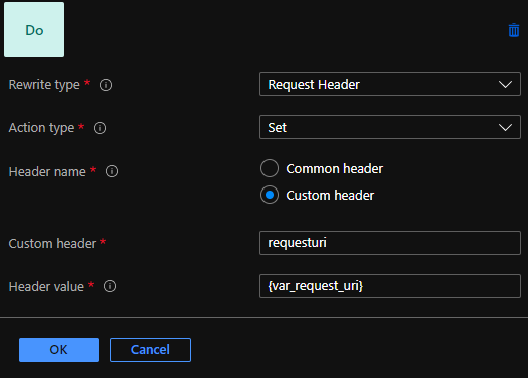 Do
Rewrite type *
Request Header
Action type *
Set
Header name *
Common header
Custom header
Custom header *
requesturi
Header value *
{var_request_uri}
OK
Cancel